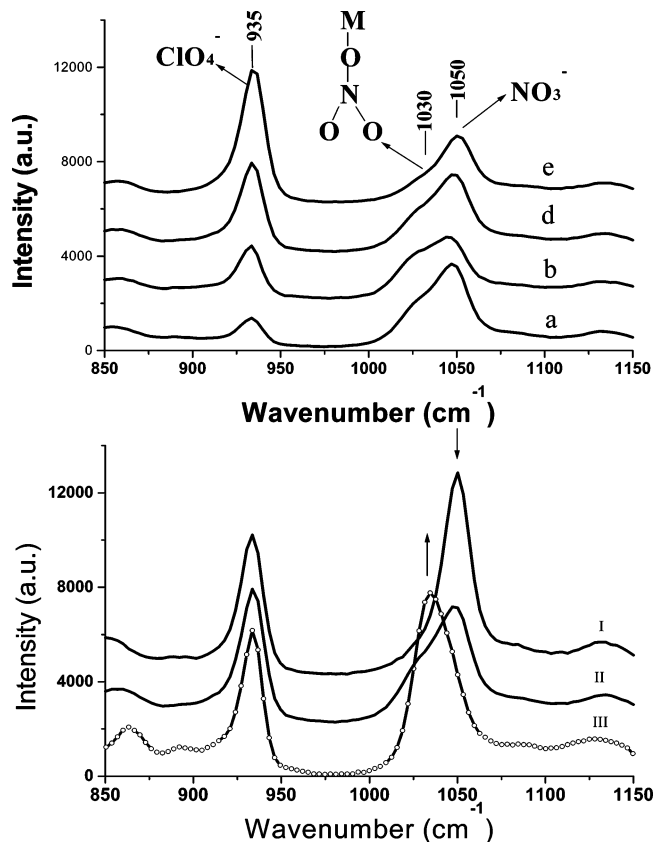 M
ClO4-
935
O
N
1030
1050
NO3-
O O
12000
8000
4000
0
Intensity (a.u.)
e
d
b
a
850 900 950 1000 1050 1100 1150
Wavenumber (cm-1)
12000
8000
4000
0
Intensity (a.u.)
I
II
III
850 900 950 1000 1050 1100 1150
Wavenumber (cm-1)